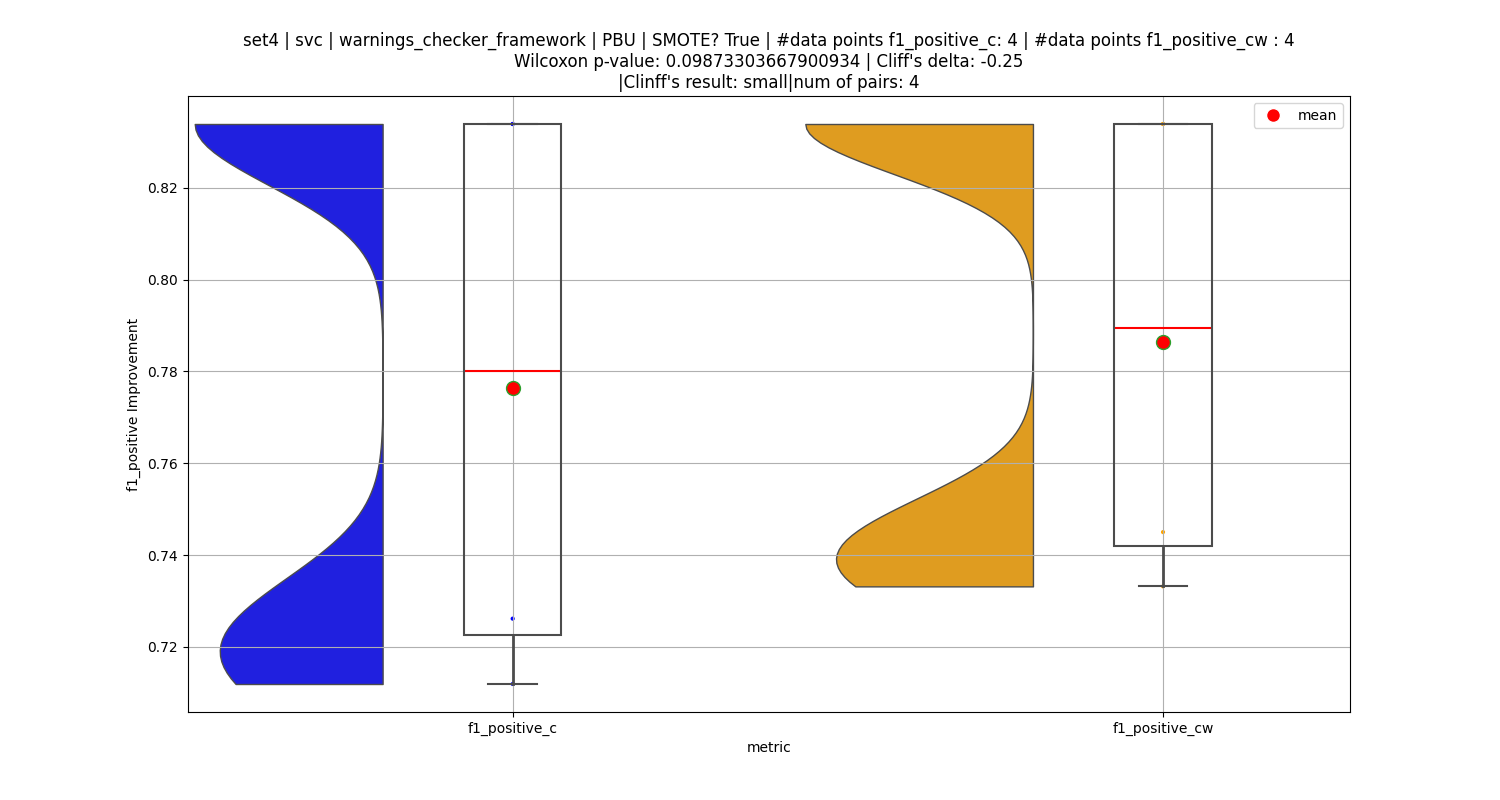 set4 | svc | warnings_checker_framework | PBU | SMOTE? True | #data points f1_positive_c: 4 | #data points f1_positive_cw : 4
Wilcoxon p-value: 0.09873303667900934 | Cliff's delta: -0.25
|Clinff's result: small|num of pairs: 4
mean
0.82
0.80
0.78
0.76
0.74
0.72
f1_positive Improvement
f1_positive_c
f1_positive_cw
metric